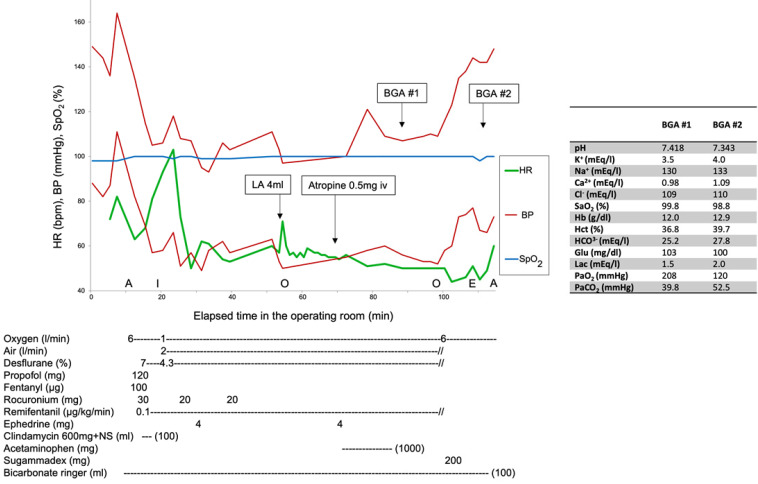 160
140
120
100
80
60
40
HR (bpm), BP (mmHg), SpO2 (%)
BGA #1
BGA #2
LA 4ml
Atropine 0.5mg iv
HR
BP
SpO2
A I O O E A
0 20 40 60 80 100 120
Elapsed time in the operating room (min)
BGA #1 BGA #2
pH 7.418 7.343
K+ (mEq/l) 3.5 4.0
Na+ (mEq/l) 130 133
Ca2+ (mEq/l) 0.98 1.09
Cl- (mEq/l) 109 110
SaO2 (%) 99.8 98.8
Hb (g/dl) 12.0 12.9
Hct (%) 36.8 39.7
HCO3- (mEq/l) 25.2 27.8
Glu (mg/dl) 103 100
Lac (mEq/l) 1.5 2.0
PaO2 (mmHg) 208 120
PaCO2 (mmHg) 39.8 52.5
Oxygen (l/min) 6--------1------------------------------------------------6---------------
Air (l/min) 2------------------------------------------------//
Desflurane (%) 7----4.3---------------------------------------------//
Propofol (mg) 120
Fentanyl (µg) 100
Rocuronium (mg) 30 20 20
Remifentanil (µg/kg/min) 0.1------------------------------------------------//
Ephedrine (mg) 4 4
Clindamycin 600mg+NS (ml) --- (100)
Acetaminophen (mg) --------------- (1000)
Sugammadex (mg) 200
Bicarbonate ringer (ml) ------------------------------------------------------------ (100)